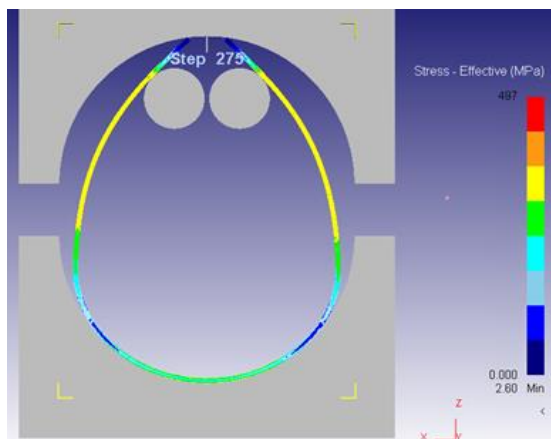 Step 275
Stress - Effective (MPa)
497
0.000
2.60 Min
<
Z
X
Y